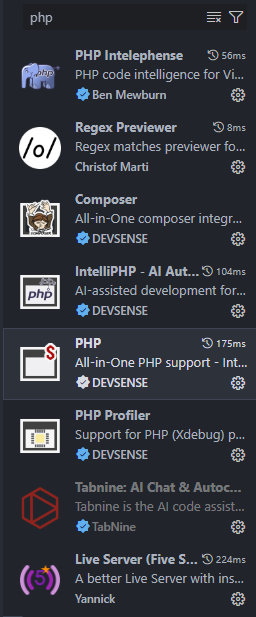 php
PHP Intelephense 56ms
PHP code intelligence for Vi...
Ben Mewburn
/o/
Regex Previewer 8ms
Regex matches previewer fo...
Christof Marti
Composer
All-in-One composer integr...
DEVSENSE
php
IntelliPHP - AI Aut... 104ms
AI-assisted development for...
DEVSENSE
PHP 175ms
All-in-One PHP support - Int...
DEVSENSE
PHP Profiler
Support for PHP (Xdebug) p...
DEVSENSE
Tabnine: AI Chat & Autoc...
Tabnine is the AI code assist...
TabNine
5
Live Server (Five S... 224ms
A better Live Server with ins...
Yannick